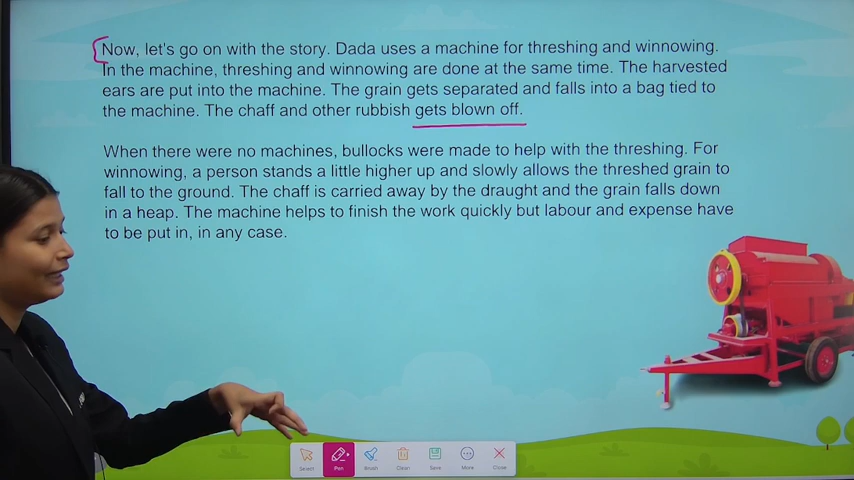 Now, let's go on with the story. Dada uses a machine for threshing and winnowing.
In the machine, threshing and winnowing are done at the same time. The harvested
ears are put into the machine. The grain gets separated and falls into a bag tied to
the machine. The chaff and other rubbish gets blown off.
When there were no machines, bullocks were made to help with the threshing. For
winnowing, a person stands a little higher up and slowly allows the threshed grain to
fall to the ground. The chaff is carried away by the draught and the grain falls down
in a heap. The machine helps to finish the work quickly but labour and expense have
to be put in, in any case.
Select Pen Brush Clean Save More Close